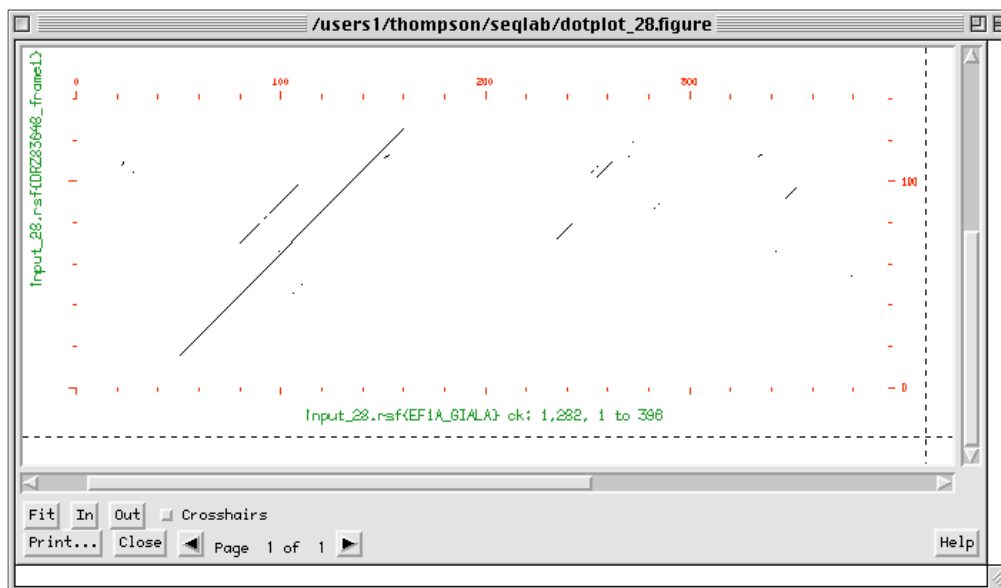 /users1/thompson/seqlab/dotplot_28.figure
Input_28.rsf{DRZ83648_frame1}
0 100 200 300
100
0
Input_28.rsf{EF1A_GIALA} ck: 1,282, 1 to 396
Fit In Out Crosshairs
Print... Close Page 1 of 1 Help